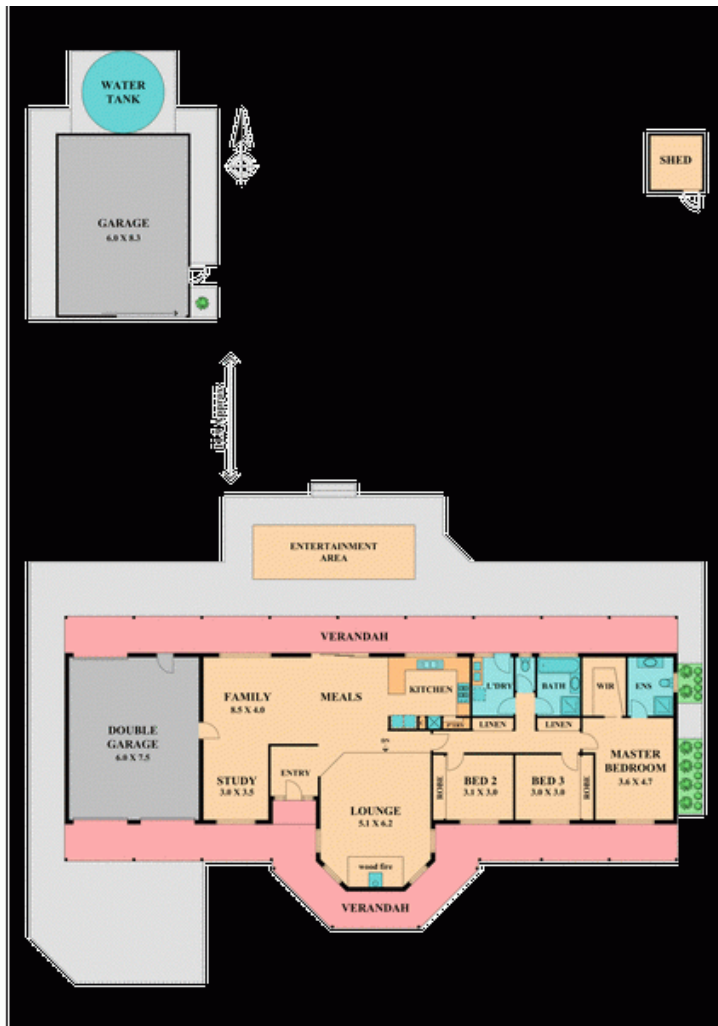 WATER
TANK
SHED
GARAGE
6.0 X 8.3
ENTERTAINMENT
AREA
VERANDAH
FAMILY
8.5 X 4.0
MEALS
KITCHEN
L'DRY
BATH
WIR
ENS
DOUBLE
GARAGE
6.0 X 7.5
P'TRY
LINEN
LINEN
DN
STUDY
3.0 X 3.5
ENTRY
LOUNGE
5.1 X 6.2
ROBE
BED 2
3.1 X 3.0
BED 3
3.0 X 3.0
ROBE
MASTER
BEDROOM
3.6 X 4.7
wood fire
VERANDAH